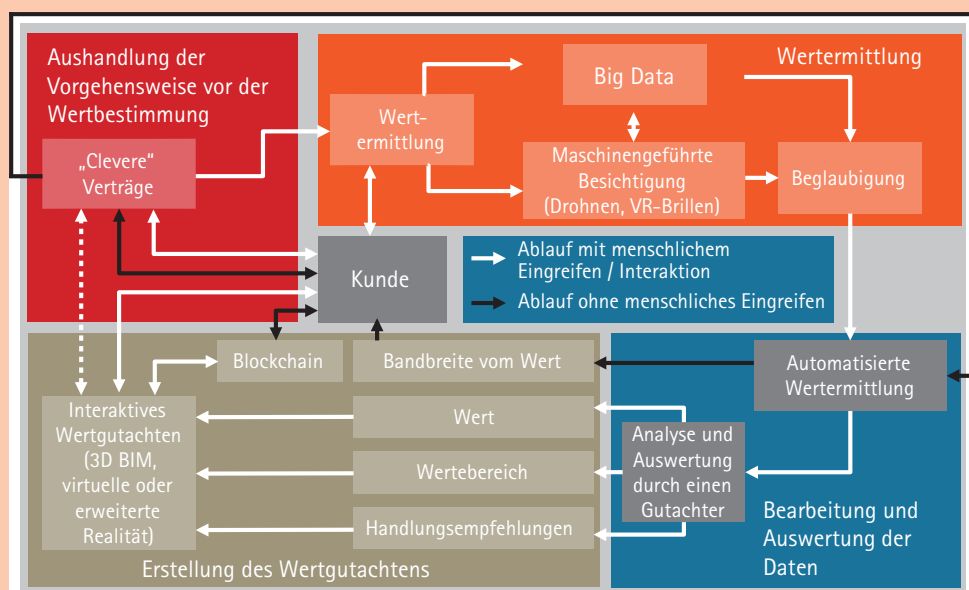 Aushandlung der
Vorgehensweise vor der
Wertbestimmung
„Clevere“
Verträge
Wertermittlung
Big Data
Wert-
ermittlung
Maschinengeführte
Besichtigung
(Drohnen, VR-Brillen)
Beglaubigung
Kunde
Ablauf mit menschlichem
Eingreifen / Interaktion
Ablauf ohne menschliches Eingreifen
Blockchain
Bandbreite vom Wert
Automatisierte
Wertermittlung
Interaktives
Wertgutachten
(3D BIM,
virtuelle oder
erweiterte
Realität)
Wert
Wertebereich
Handlungsempfehlungen
Analyse und
Auswertung
durch einen
Gutachter
Erstellung des Wertgutachtens
Bearbeitung und
Auswertung der
Daten